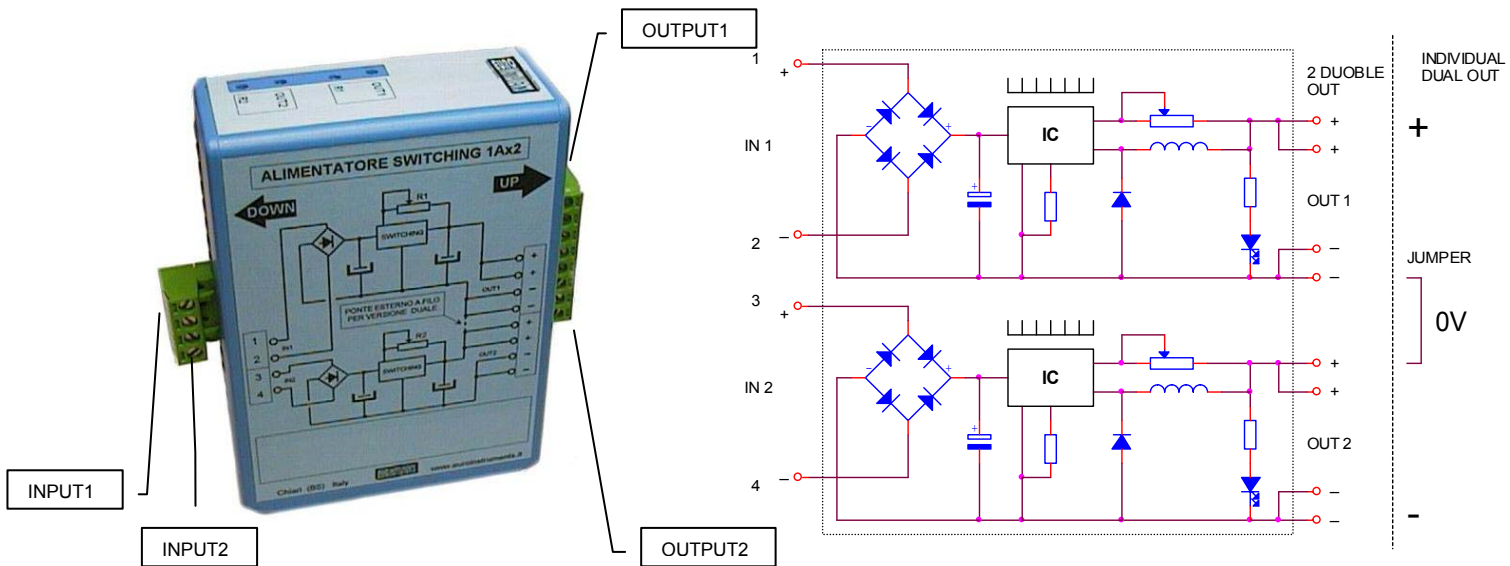 OUTPUT1
OUT2
OUT1
ALIMENTATORE SWITCHING 1Ax2
UP
DOWN
R1
SWITCHING
+
+
OUT1
−
−
PONTE ESTERNO A FILO
PER VERSIONE DUALE
+
+
R2
OUT2
−
−
SWITCHING
1
IN1
2
3
IN2
4
www.euroinstruments.it
Chiari (BS) Italy
INPUT1
INPUT2
OUTPUT2
1
+
IN 1
2
−
IC
+
−
+
2 DUOBLE
OUT
+
+
OUT 1
−
−
3
+
IN 2
4
−
IC
+
−
+
+
+
OUT 2
−
−
INDIVIDUAL
DUAL OUT
+
JUMPER
0V
-